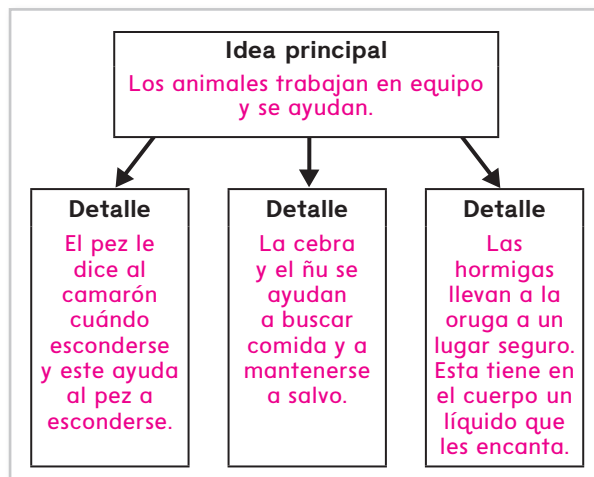 Idea principal
Los animales trabajan en equipo
y se ayudan.
Detalle
El pez le
dice al
camarón
cuándo
esconderse
y este ayuda
al pez a
esconderse.
Detalle
La cebra
y el ñu se
ayudan
a buscar
comida y a
mantenerse
a salvo.
Detalle
Las
hormigas
llevan a la
oruga a un
lugar seguro.
Esta tiene en
el cuerpo un
líquido que
les encanta.